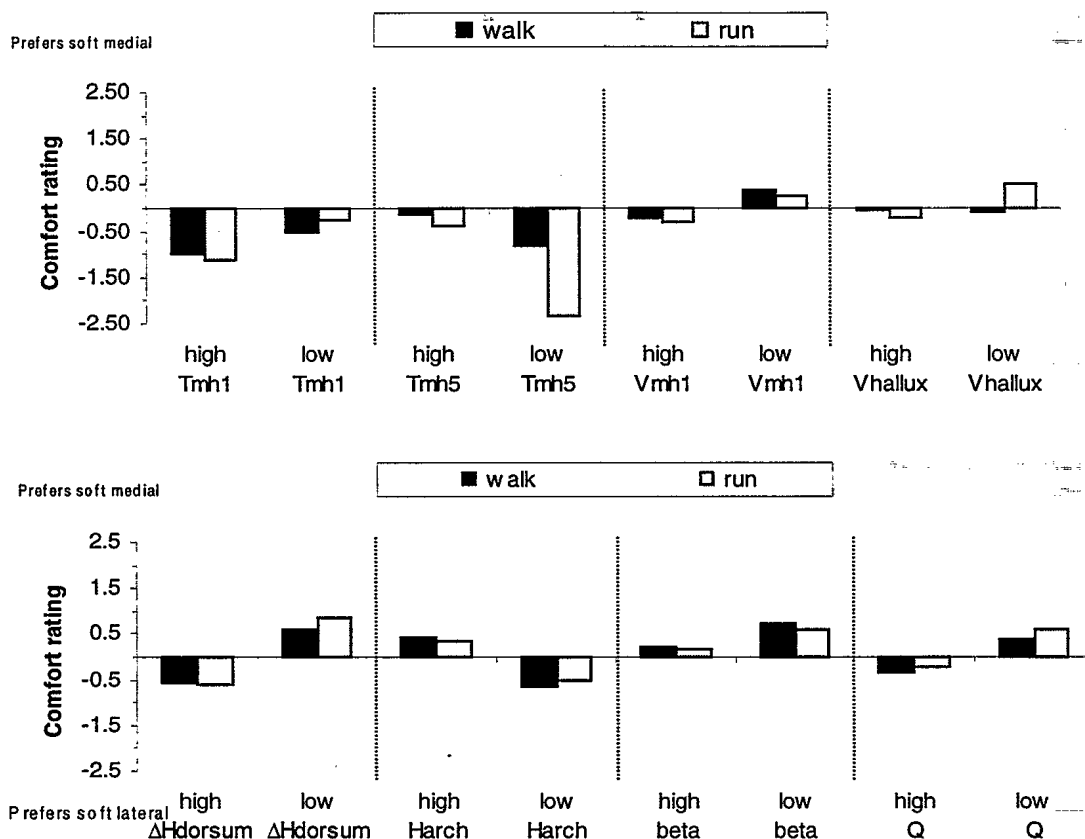 ■ walk □ run
Prefers soft medial
2.50
1.50
0.50
-0.50
-1.50
-2.50
Comfort rating
high low high low high low high low
Tmh1 Tmh1 Tmh5 Tmh5 Vmh1 Vmh1 Vhallux Vhallux
■ walk □ run
Prefers soft medial
2.5
1.5
0.5
-0.5
-1.5
-2.5
Comfort rating
high low high low high low high low
Prefers soft lateral ΔHdorsum ΔHdorsum Harch Harch beta beta Q Q